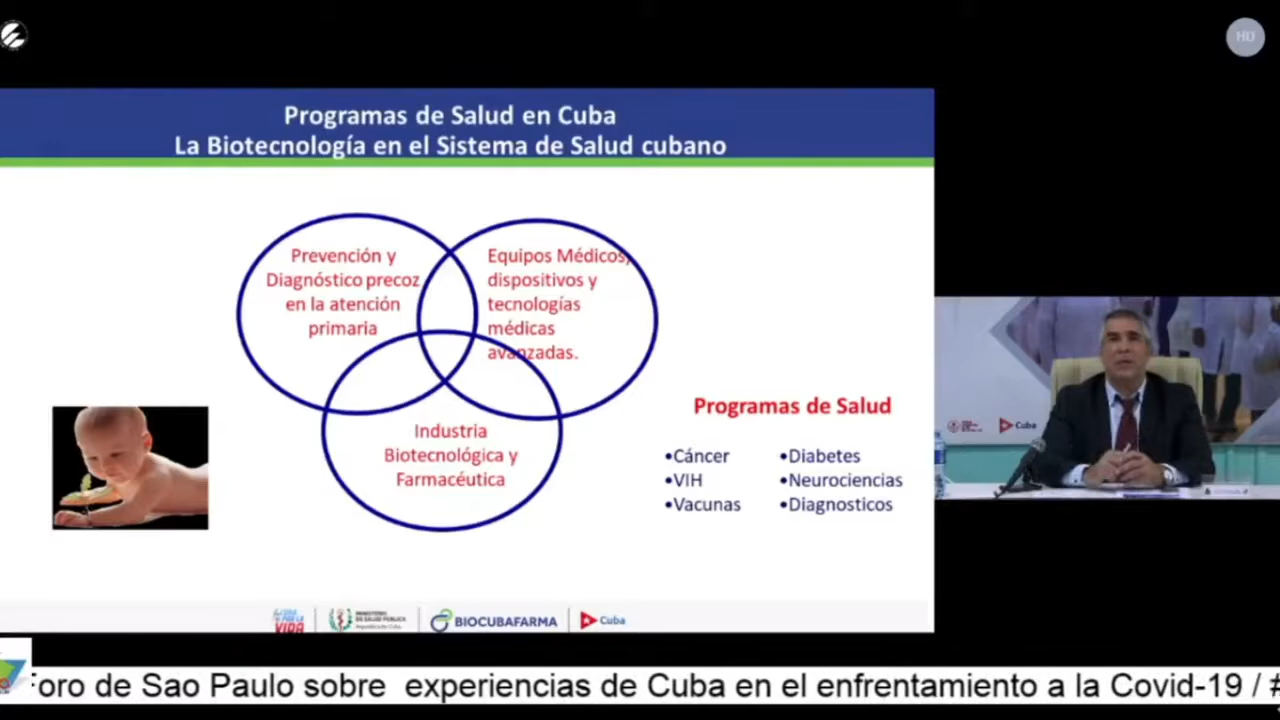 HD
Programas de Salud en Cuba
La Biotecnología en el Sistema de Salud cubano
Prevención y
Diagnóstico precoz
en la atención
primaria
Equipos Médicos,
dispositivos y
tecnologías
médicas
avanzadas.
Industria
Biotecnológica y
Farmacéutica
Programas de Salud
•Cáncer
•VIH
•Vacunas
•Diabetes
•Neurociencias
•Diagnosticos
Cuba
VIDA
MINISTERIO
DE SALUD PÚBLICA
BIOCUBAFARMA
Cuba
Foro de Sao Paulo sobre experiencias de Cuba en el enfrentamiento a la Covid-19 / #